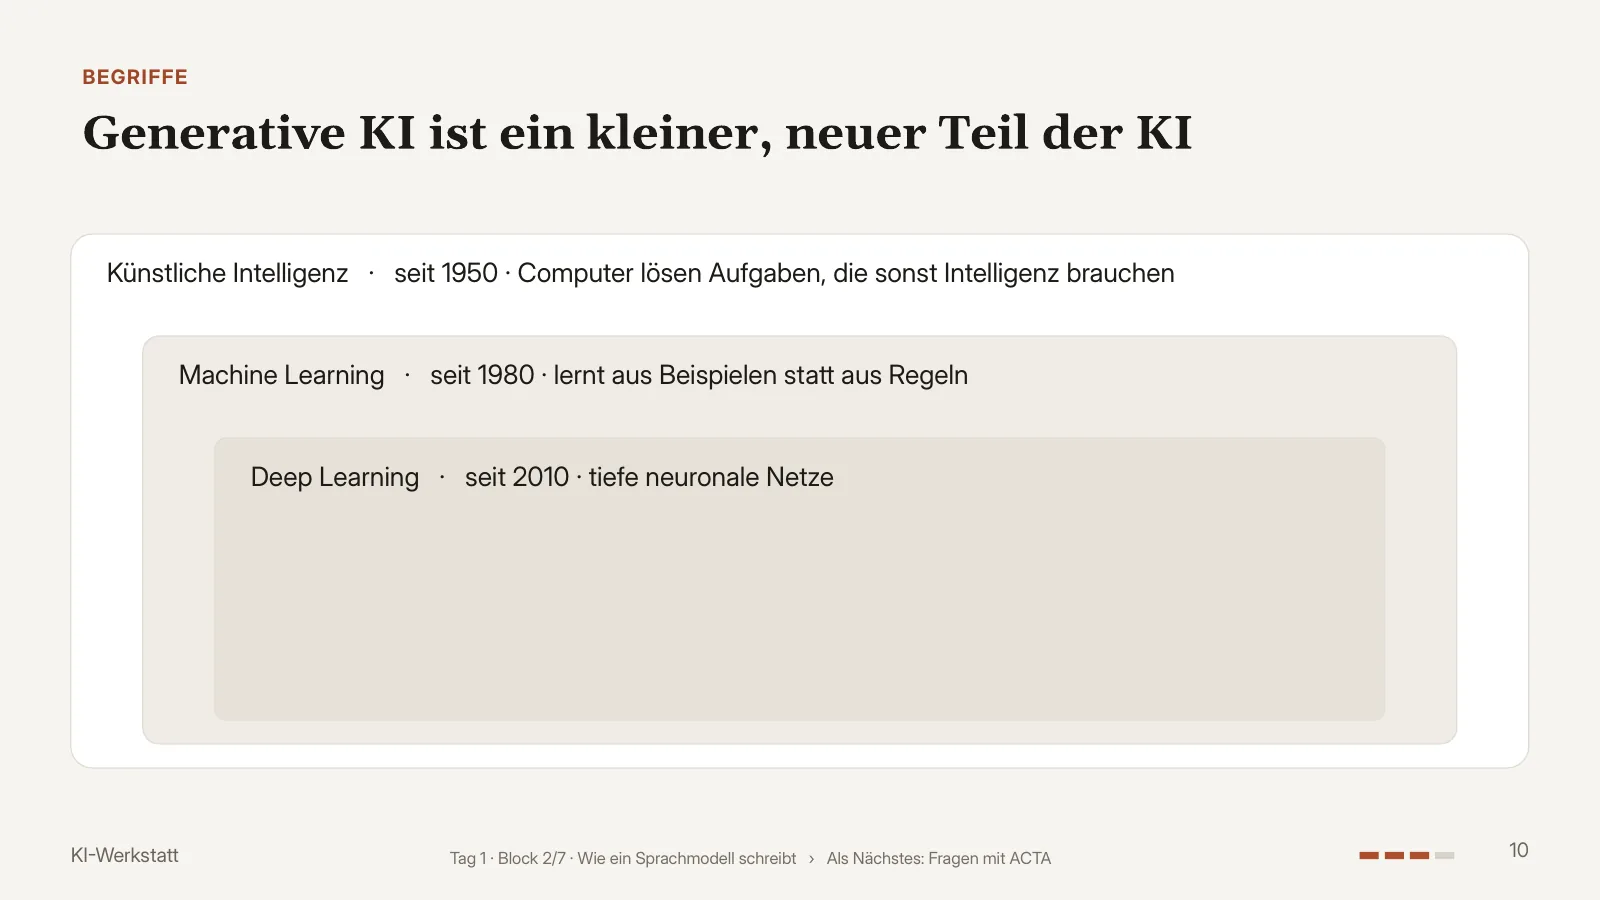 BEGRIFFE
Generative KI ist ein kleiner, neuer Teil der KI
Künstliche Intelligenz · seit 1950 · Computer lösen Aufgaben, die sonst Intelligenz brauchen
Machine Learning · seit 1980 · lernt aus Beispielen statt aus Regeln
Deep Learning · seit 2010 · tiefe neuronale Netze
KI-Werkstatt
Tag 1 · Block 2/7 · Wie ein Sprachmodell schreibt › Als Nächstes: Fragen mit ACTA
10